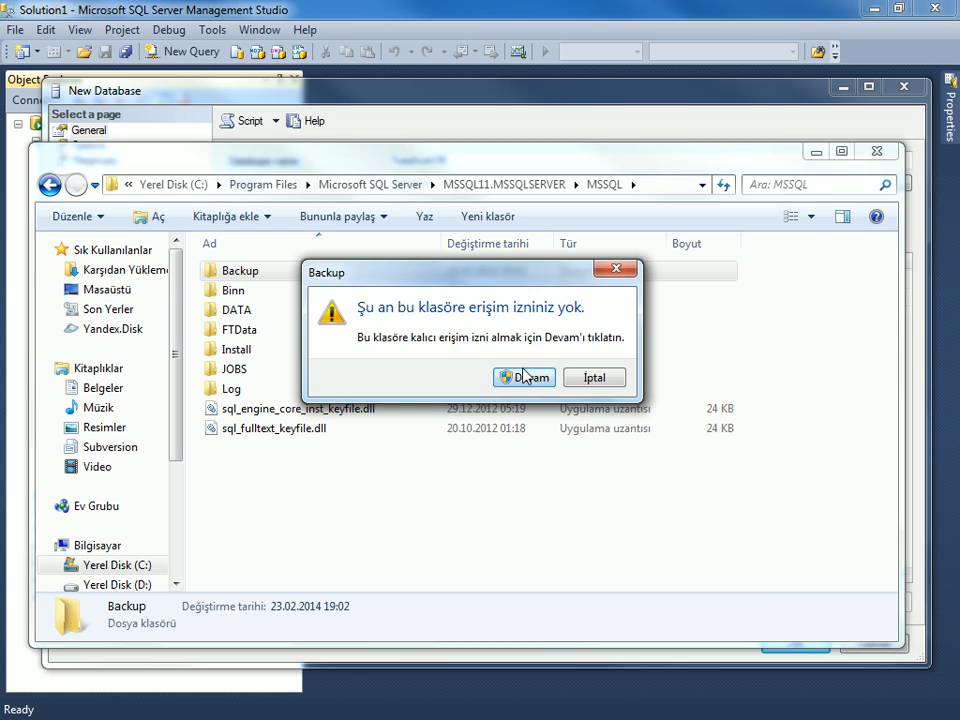 Solution1 - Microsoft SQL Server Management Studio
File Edit View Project Debug Tools Window Help
New Query
Object
New Database
Conne
Select a page
General
Script Help
Properties
« Yerel Disk (C:) Program Files Microsoft SQL Server MSSQL11.MSSQLSERVER MSSQL
Ara: MSSQL
Düzenle Aç Kitaplığa ekle Bununla paylaş Yaz Yeni klasör
Ad Değiştirme tarihi Tür Boyut
Sık Kullanılanlar
Karşıdan Yüklem
Masaüstü
Son Yerler
Yandex.Disk
Kitaplıklar
Belgeler
Müzik
Resimler
Subversion
Video
Ev Grubu
Bilgisayar
Yerel Disk (C:)
Yerel Disk (D:)
Backup
Binn
DATA
FTData
Install
JOBS
Log
sql_engine_core_inst_keyfile.dll 29.12.2012 05:19 Uygulama uzantısı 24 KB
sql_fulltext_keyfile.dll 20.10.2012 01:18 Uygulama uzantısı 24 KB
Backup
Şu an bu klasöre erişim izniniz yok.
Bu klasöre kalıcı erişim izni almak için Devam'ı tıklatın.
Devam İptal
Backup Değiştirme tarihi: 23.02.2014 19:02
Dosya klasörü
Ready